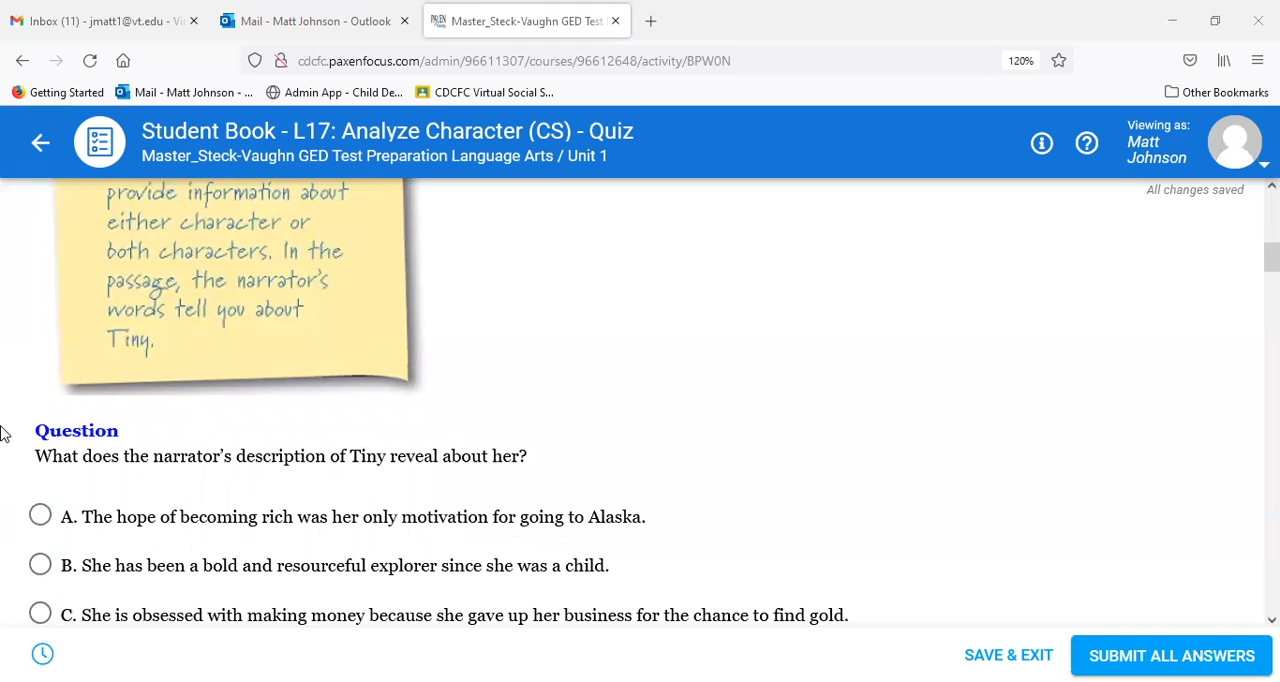 Inbox (11) - jmatt1@vt.edu - Vir
Mail - Matt Johnson - Outlook
Master_Steck-Vaughn GED Test
cdcfc.paxenfocus.com/admin/96611307/courses/96612648/activity/BPW0N
120%
Getting Started
Mail - Matt Johnson - ...
Admin App - Child De...
CDCFC Virtual Social S...
Other Bookmarks
Student Book - L17: Analyze Character (CS) - Quiz
Master_Steck-Vaughn GED Test Preparation Language Arts / Unit 1
Viewing as:
Matt
Johnson
All changes saved
provide information about
either character or
both characters. In the
passage, the narrator's
words tell you about
Tiny.
Question
What does the narrator's description of Tiny reveal about her?
A. The hope of becoming rich was her only motivation for going to Alaska.
B. She has been a bold and resourceful explorer since she was a child.
C. She is obsessed with making money because she gave up her business for the chance to find gold.
SAVE & EXIT
SUBMIT ALL ANSWERS